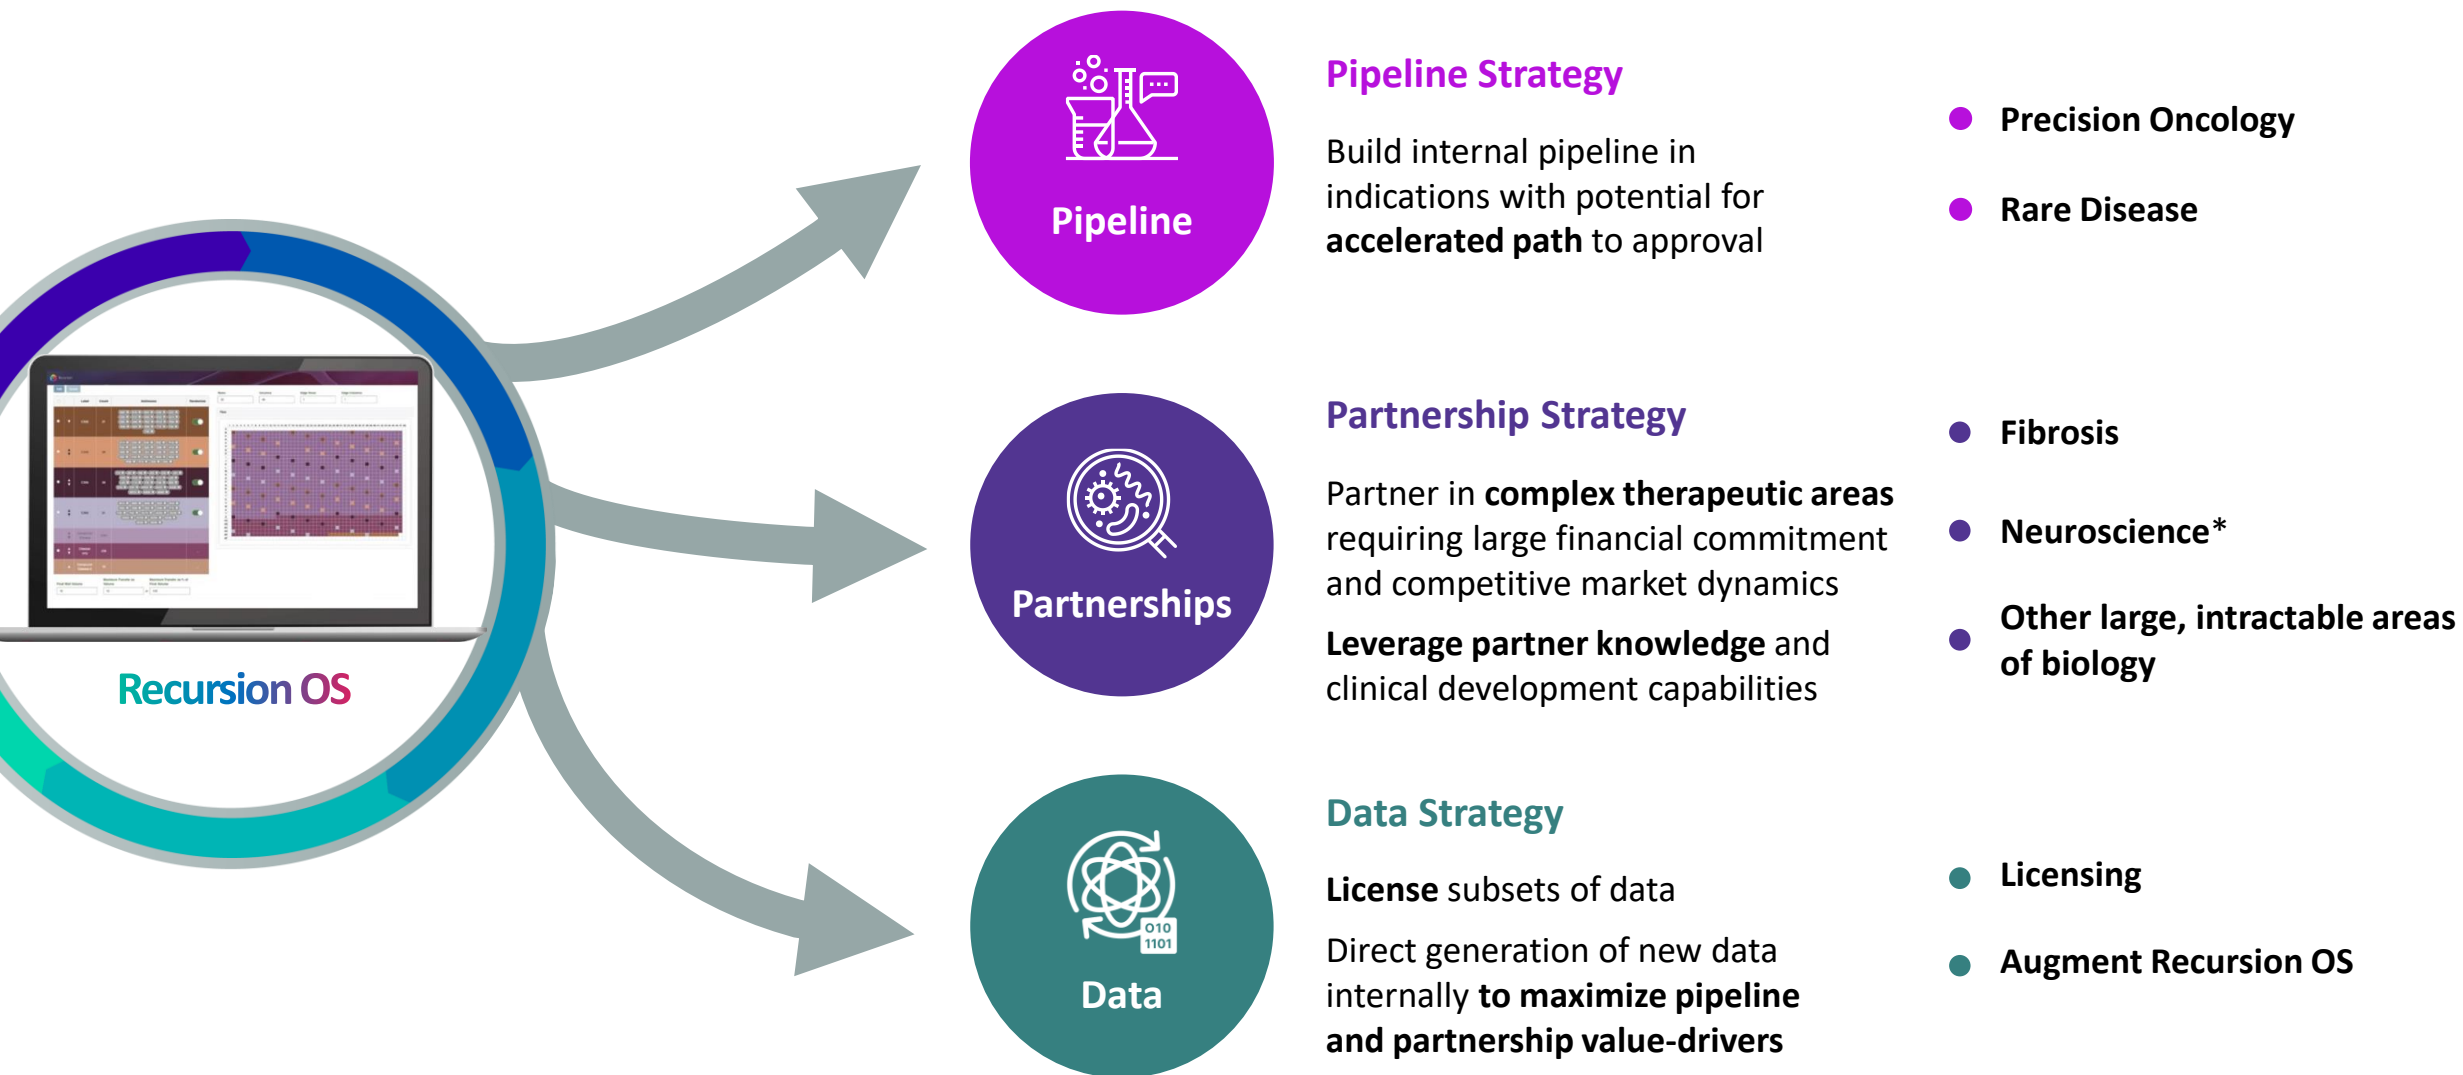 Pipeline
Pipeline Strategy
Build internal pipeline in
indications with potential for
accelerated path to approval
Precision Oncology
Rare Disease
Recursion OS
Partnerships
Partnership Strategy
Partner in complex therapeutic areas
requiring large financial commitment
and competitive market dynamics
Leverage partner knowledge and
clinical development capabilities
Fibrosis
Neuroscience*
Other large, intractable areas
of biology
010
1101
Data
Data Strategy
License subsets of data
Direct generation of new data
internally to maximize pipeline
and partnership value-drivers
Licensing
Augment Recursion OS